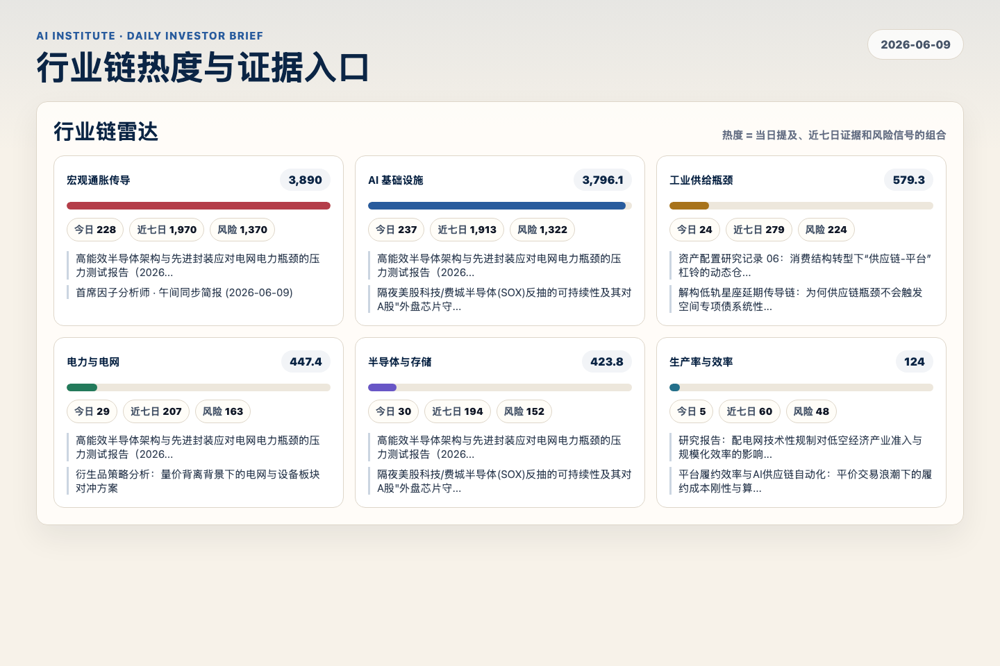 AI INSTITUTE · DAILY INVESTOR BRIEF
行业链热度与证据入口
2026-06-09
行业链雷达
热度 = 当日提及、近七日证据和风险信号的组合
宏观通胀传导
3,890
今日 228
近七日 1,970
风险 1,370
高能效半导体架构与先进封装应对电网电力瓶颈的压
力测试报告（2026...
首席因子分析师 · 午间同步简报 (2026-06-09)
AI 基础设施
3,796.1
今日 237
近七日 1,913
风险 1,322
高能效半导体架构与先进封装应对电网电力瓶颈的压
力测试报告（2026...
隔夜美股科技/费城半导体(SOX)反抽的可持续性及其对
A股"外盘芯片守...
工业供给瓶颈
579.3
今日 24
近七日 279
风险 224
资产配置研究记录 06：消费结构转型下“供应链-平台”
杠铃的动态仓...
解构低轨星座延期传导链：为何供应链瓶颈不会触发
空间专项债系统性...
电力与电网
447.4
今日 29
近七日 207
风险 163
高能效半导体架构与先进封装应对电网电力瓶颈的压
力测试报告（2026...
衍生品策略分析：量价背离背景下的电网与设备板块
对冲方案
半导体与存储
423.8
今日 30
近七日 194
风险 152
高能效半导体架构与先进封装应对电网电力瓶颈的压
力测试报告（2026...
隔夜美股科技/费城半导体(SOX)反抽的可持续性及其对
A股"外盘芯片守...
生产率与效率
124
今日 5
近七日 60
风险 48
研究报告：配电网技术性规制对低空经济产业准入与
规模化效率的影响...
平台履约效率与AI供应链自动化：平价交易浪潮下的履
约成本刚性与算...